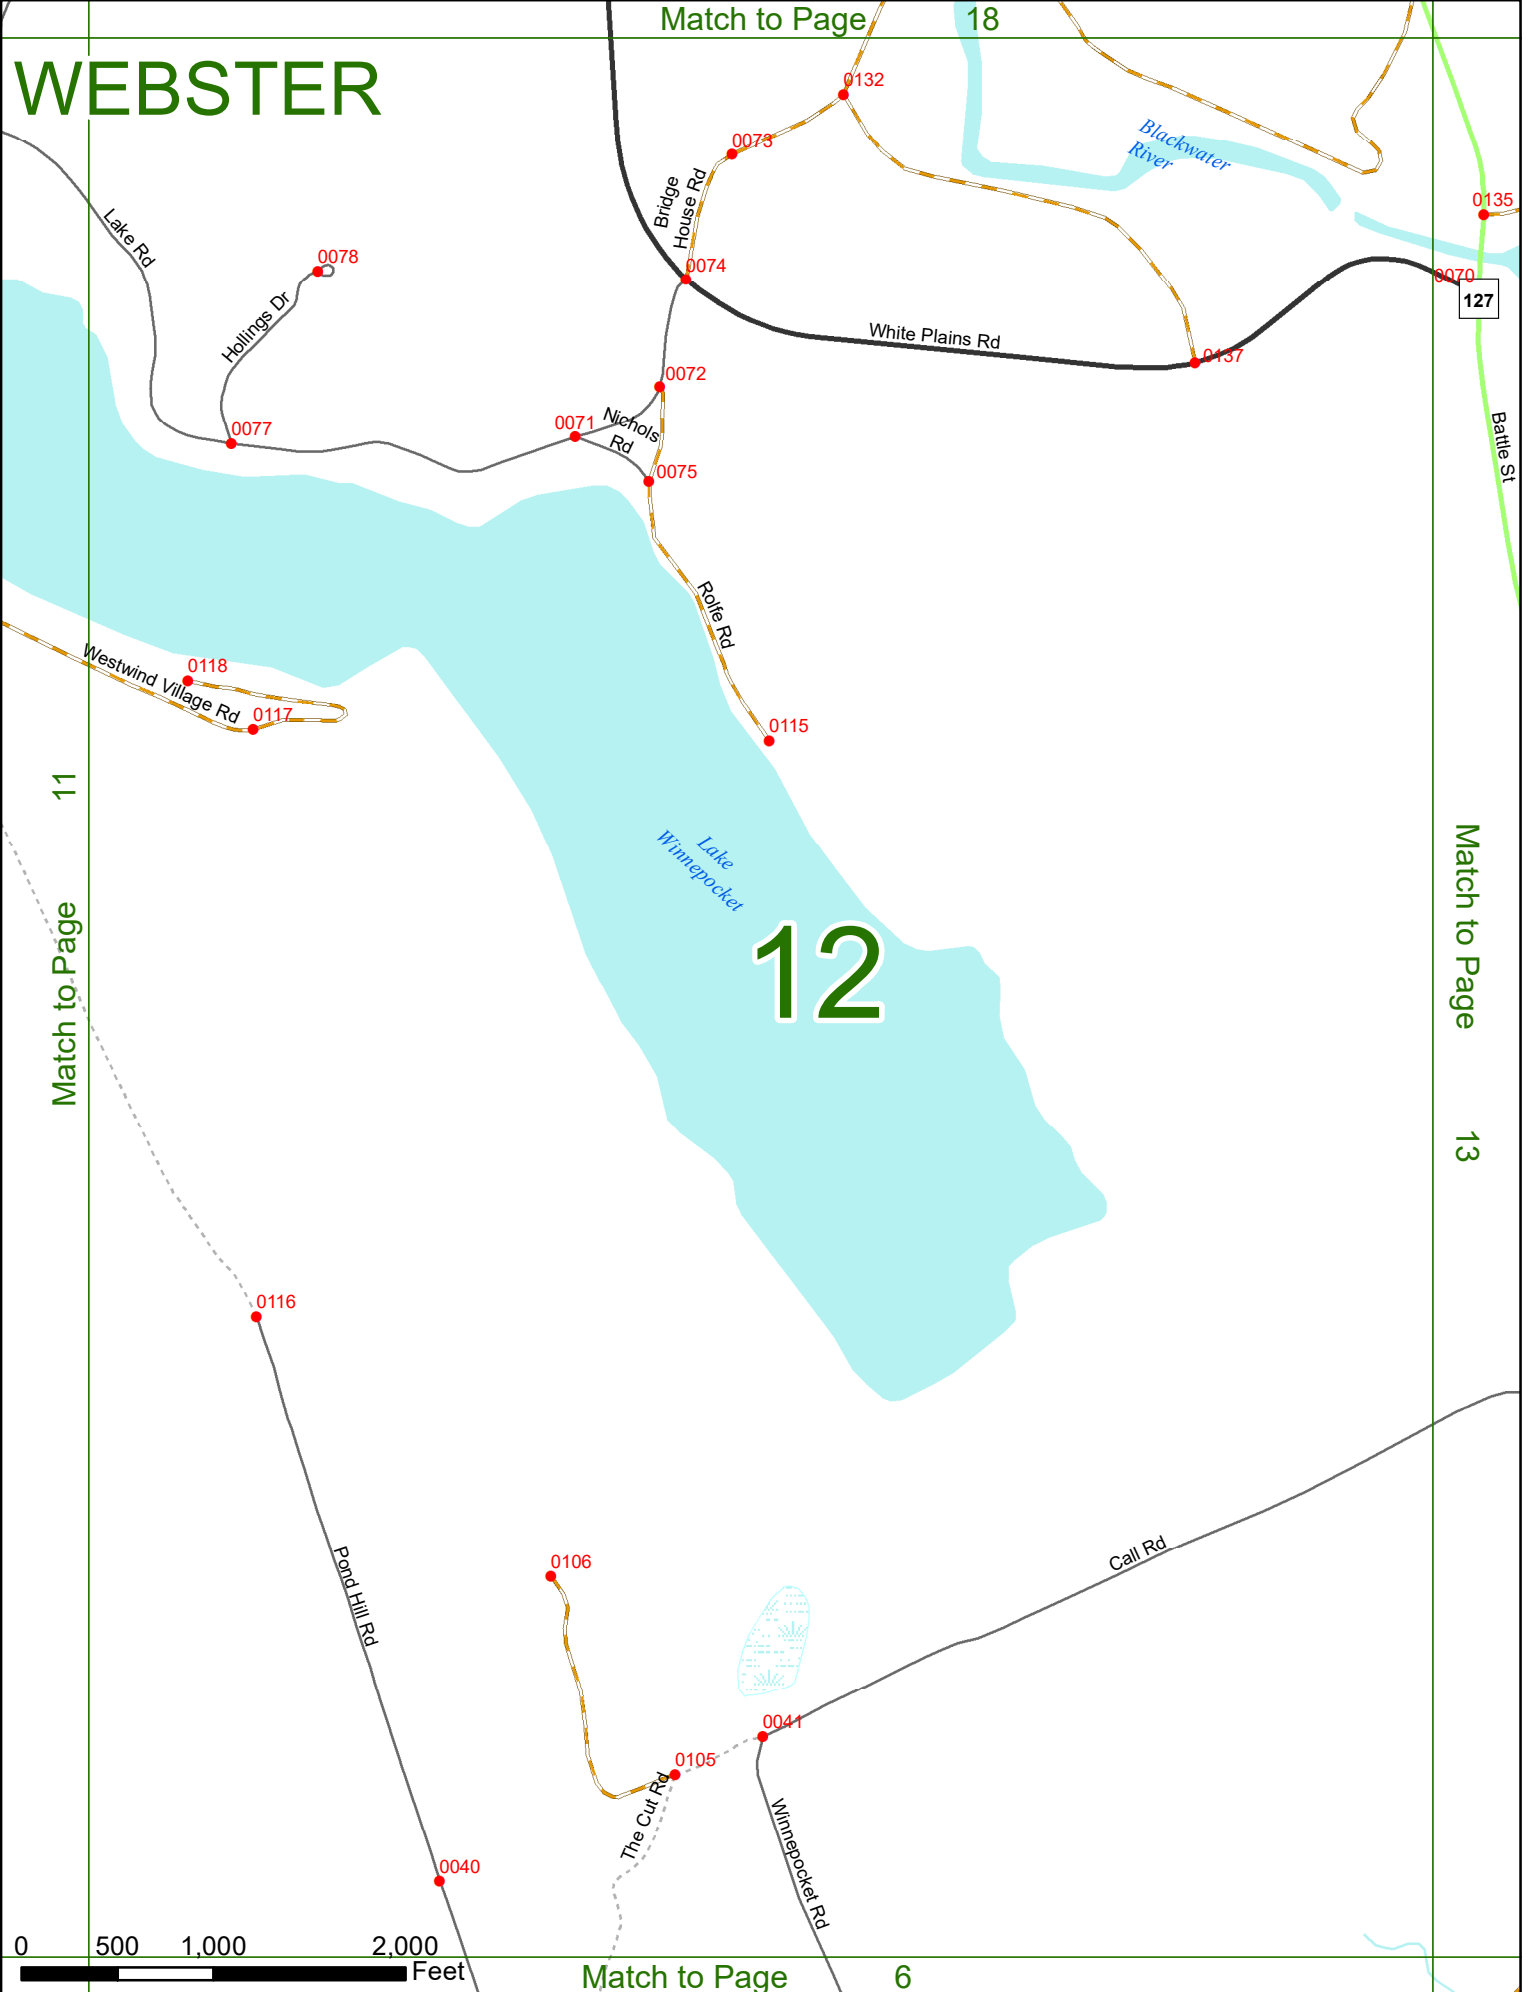 Match to Page 18
WEBSTER
0132
0073
Bridge
House Rd
Blackwater
River
0135
Lake Rd
0078
0074
0070
127
Hollings Dr
White Plains Rd
0137
0072
0071
Nichols
Rd
0077
Battle St
0075
Rolfe Rd
Westwind Village Rd
0118
0117
0115
Match to Page 11
Lake
Winnepocket
12
Match to Page 13
0116
Pond Hill Rd
0106
Call Rd
0041
0105
The Cut Rd
Winnepocket Rd
0040
0 500 1,000 2,000
Feet
Match to Page 6